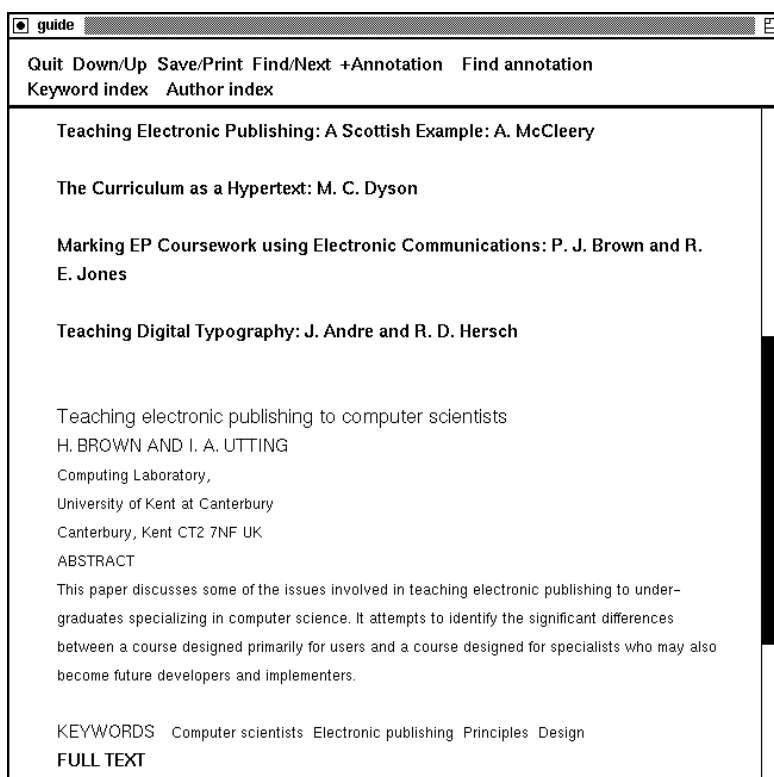 guide
Quit Down/Up Save/Print Find/Next +Annotation Find annotation
Keyword index Author index
Teaching Electronic Publishing: A Scottish Example: A. McCleery
The Curriculum as a Hypertext: M. C. Dyson
Marking EP Coursework using Electronic Communications: P. J. Brown and R.
E. Jones
Teaching Digital Typography: J. Andre and R. D. Hersch
Teaching electronic publishing to computer scientists
H. BROWN AND I. A. UTTING
Computing Laboratory,
University of Kent at Canterbury
Canterbury, Kent CT2 7NF UK
ABSTRACT
This paper discusses some of the issues involved in teaching electronic publishing to under-
graduates specializing in computer science. It attempts to identify the significant differences
between a course designed primarily for users and a course designed for specialists who may also
become future developers and implementers.
KEYWORDS Computer scientists Electronic publishing Principles Design
FULL TEXT